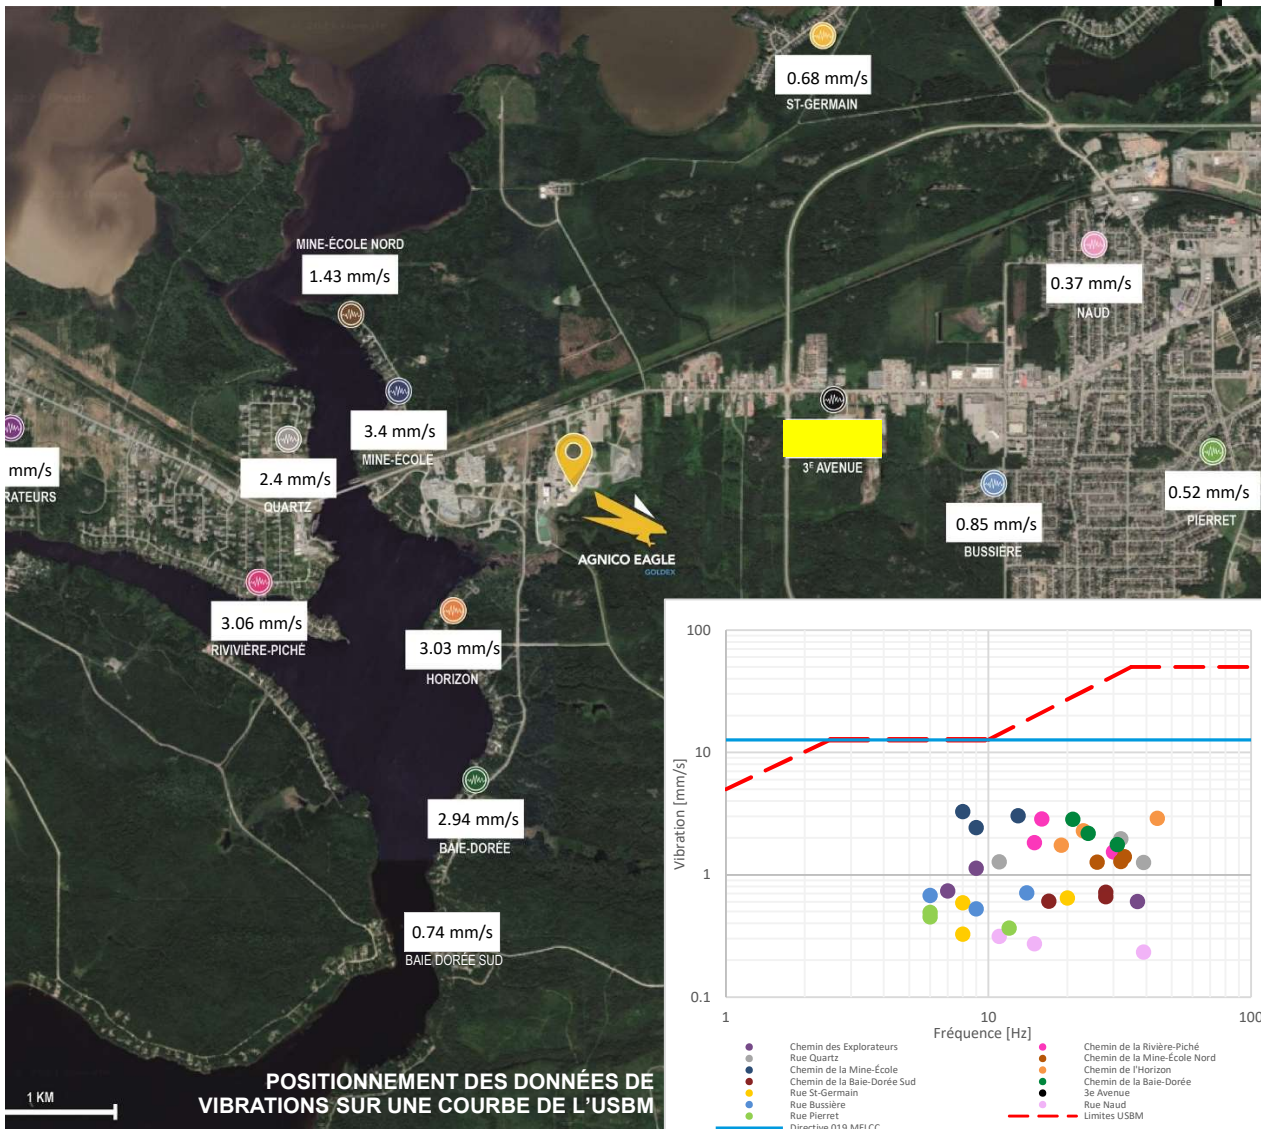 0.68 mm/s
ST-GERMAIN
MINE-ÉCOLE NORD
1.43 mm/s
0.37 mm/s
NAUD
3.4 mm/s
MINE-ÉCOLE
mm/s
RATEURS
2.4 mm/s
QUARTZ
3E AVENUE
0.52 mm/s
PIERRET
0.85 mm/s
BUSSIÈRE
AGNICO EAGLE
GOLDEX
3.06 mm/s
RIVIVIÈRE-PICHÉ
3.03 mm/s
HORIZON
2.94 mm/s
BAIE-DORÉE
0.74 mm/s
BAIE DORÉE SUD
1 KM
POSITIONNEMENT DES DONNÉES DE
VIBRATIONS SUR UNE COURBE DE L'USBM
100
10
1
0.1
Vibration [mm/s]
1
10
100
Fréquence [Hz]
Chemin des Explorateurs
Chemin de la Rivière-Piché
Rue Quartz
Chemin de la Mine-École Nord
Chemin de la Mine-École
Chemin de l'Horizon
Chemin de la Baie-Dorée Sud
Chemin de la Baie-Dorée
Rue St-Germain
3e Avenue
Rue Bussière
Rue Naud
Rue Pierret
Limites USBM
Directive 019 MELCC